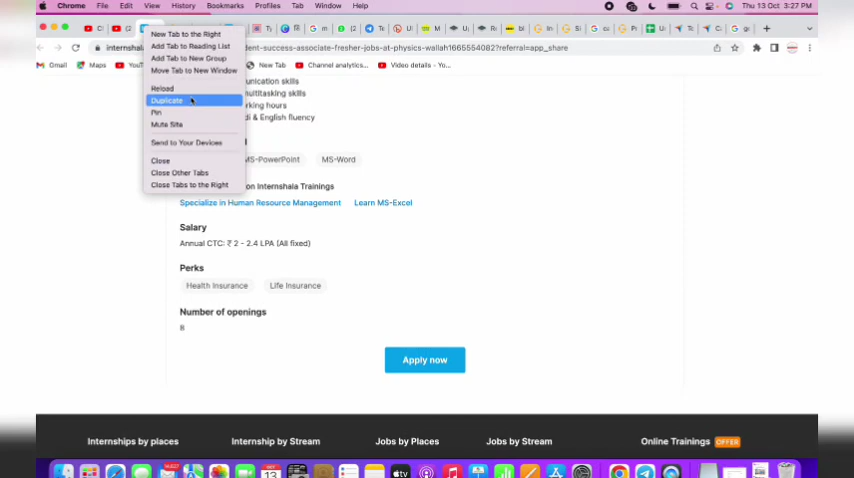 Chrome File Edit View History Bookmarks Profiles Tab Window Help
Thu 13 Oct 3:27 PM
dent-success-associate-fresher-jobs-at-physics-wallah1665554082?referral=app_share
Gmail Maps New Tab Channel analytics... Video details - Yo...
New Tab to the Right
Add Tab to Reading List
Add Tab to New Group
Move Tab to New Window
Reload
Duplicate
Pin
Mute Site
Send to Your Devices
Close
Close Other Tabs
Close Tabs to the Right
unication skills
multitasking skills
rking hours
di & English fluency
MS-PowerPoint MS-Word
on Internshala Trainings
Specialize in Human Resource Management Learn MS-Excel
Salary
Annual CTC: ₹ 2 - 2.4 LPA (All fixed)
Perks
Health Insurance Life Insurance
Number of openings
8
Apply now
Internships by places Internship by Stream Jobs by Places Jobs by Stream Online Trainings OFFER